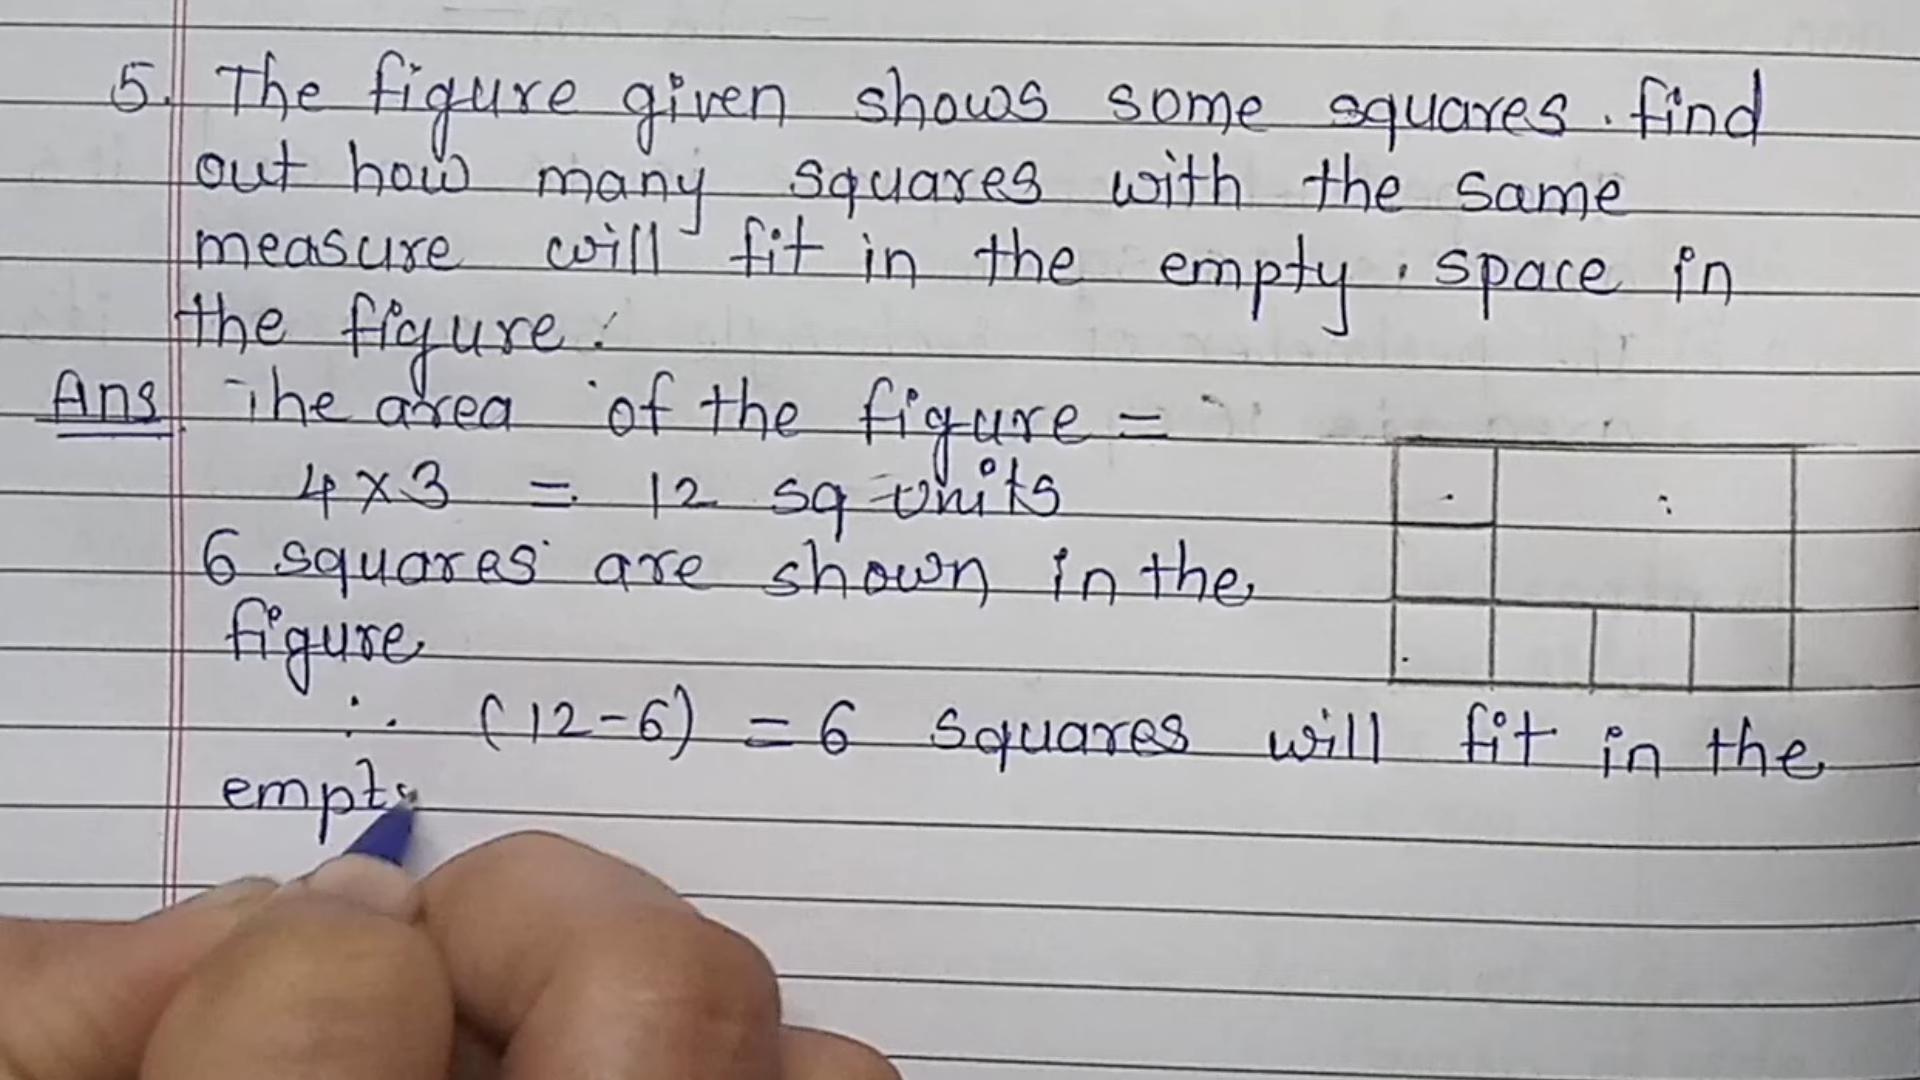 5. The figure given shows some squares. find
out how many squares with the same
measure will fit in the empty space in
the figure.
Ans The area of the figure =
4 × 3 = 12 sq units
6 squares are shown in the
figure
∴ (12-6) = 6 squares will fit in the
empty